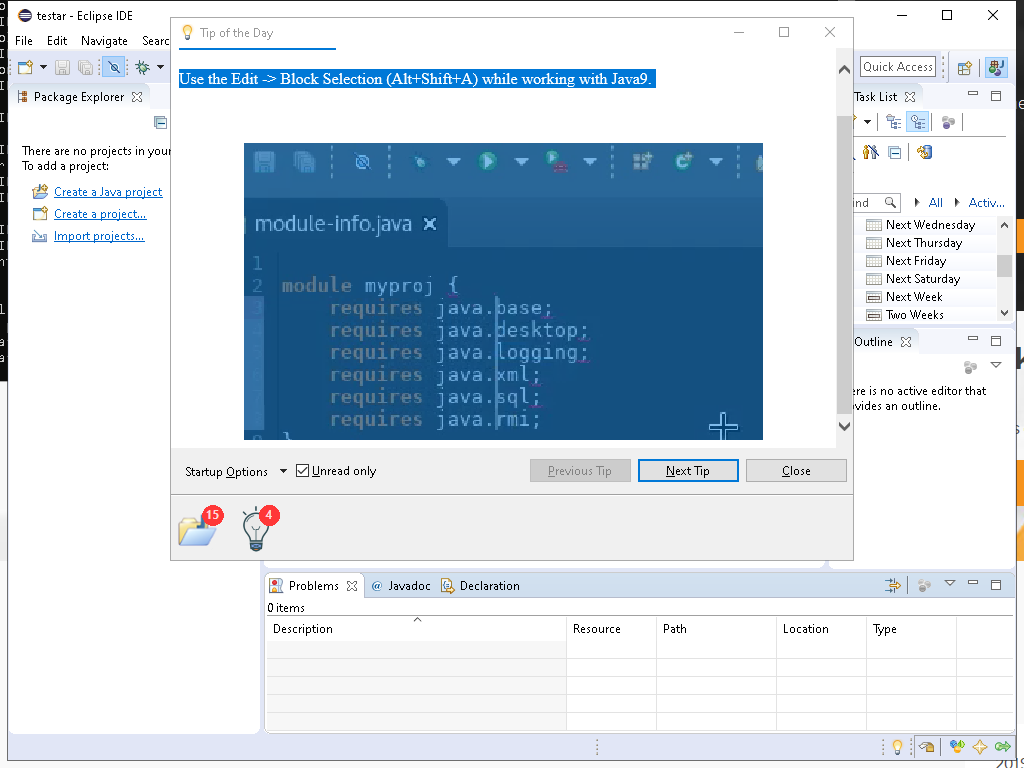 testar - Eclipse IDE
File Edit Navigate Searc
Tip of the Day
Use the Edit -> Block Selection (Alt+Shift+A) while working with Java9.
Quick Access
Package Explorer
There are no projects in your
To add a project:
Create a Java project
Create a project...
Import projects...
module-info.java
1
2 module myproj {
requires java.base;
requires java.desktop;
requires java.logging;
requires java.xml;
requires java.sql;
requires java.rmi;
}
Startup Options
Unread only
Previous Tip
Next Tip
Close
15
4
Task List
All
Activ...
Next Wednesday
Next Thursday
Next Friday
Next Saturday
Next Week
Two Weeks
Outline
ere is no active editor that
ovides an outline.
Problems @ Javadoc Declaration
0 items
Description Resource Path Location Type